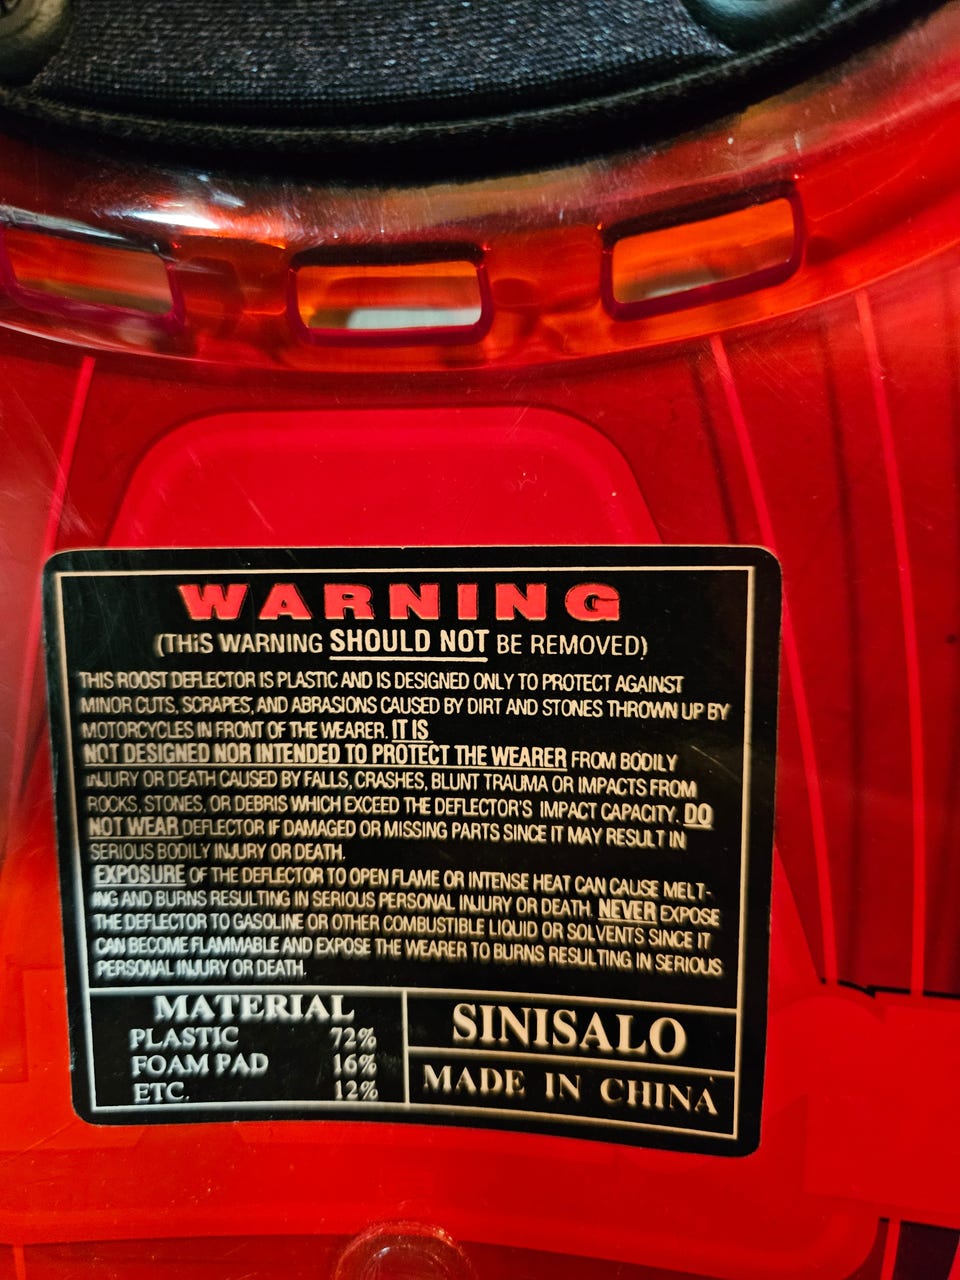 WARNING
(THIS WARNING SHOULD NOT BE REMOVED)
THIS ROOST DEFLECTOR IS PLASTIC AND IS DESIGNED ONLY TO PROTECT AGAINST
MINOR CUTS, SCRAPES, AND ABRASIONS CAUSED BY DIRT AND STONES THROWN UP BY
MOTORCYCLES IN FRONT OF THE WEARER. IT IS
NOT DESIGNED NOR INTENDED TO PROTECT THE WEARER FROM BODILY
INJURY OR DEATH CAUSED BY FALLS, CRASHES, BLUNT TRAUMA OR IMPACTS FROM
ROCKS, STONES, OR DEBRIS WHICH EXCEED THE DEFLECTOR'S IMPACT CAPACITY. DO
NOT WEAR DEFLECTOR IF DAMAGED OR MISSING PARTS SINCE IT MAY RESULT IN
SERIOUS BODILY INJURY OR DEATH.
EXPOSURE OF THE DEFLECTOR TO OPEN FLAME OR INTENSE HEAT CAN CAUSE MELT-
ING AND BURNS RESULTING IN SERIOUS PERSONAL INJURY OR DEATH. NEVER EXPOSE
THE DEFLECTOR TO GASOLINE OR OTHER COMBUSTIBLE LIQUID OR SOLVENTS SINCE IT
CAN BECOME FLAMMABLE AND EXPOSE THE WEARER TO BURNS RESULTING IN SERIOUS
PERSONAL INJURY OR DEATH.
MATERIAL
PLASTIC 72%
FOAM PAD 16%
ETC. 12%
SINISALO
MADE IN CHINA